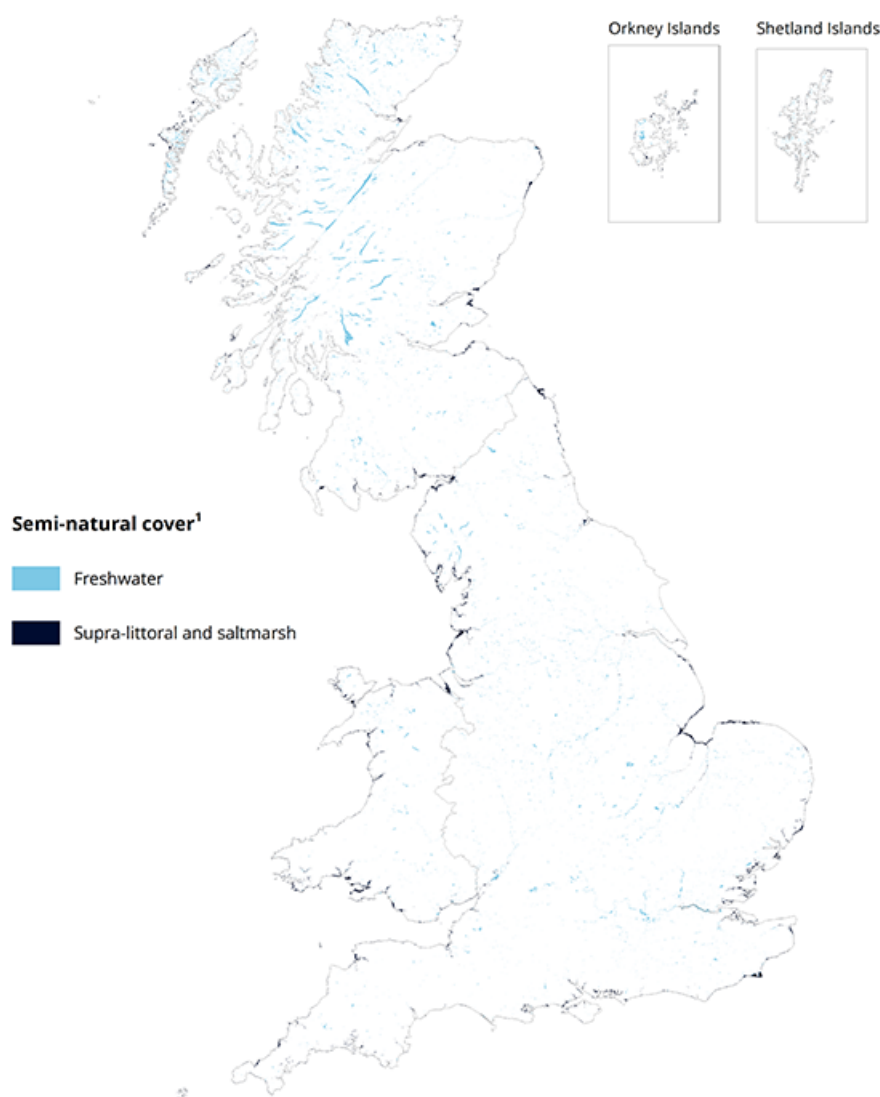 Orkney Islands
Shetland Islands
Semi-natural cover¹
Freshwater
Supra-littoral and saltmarsh